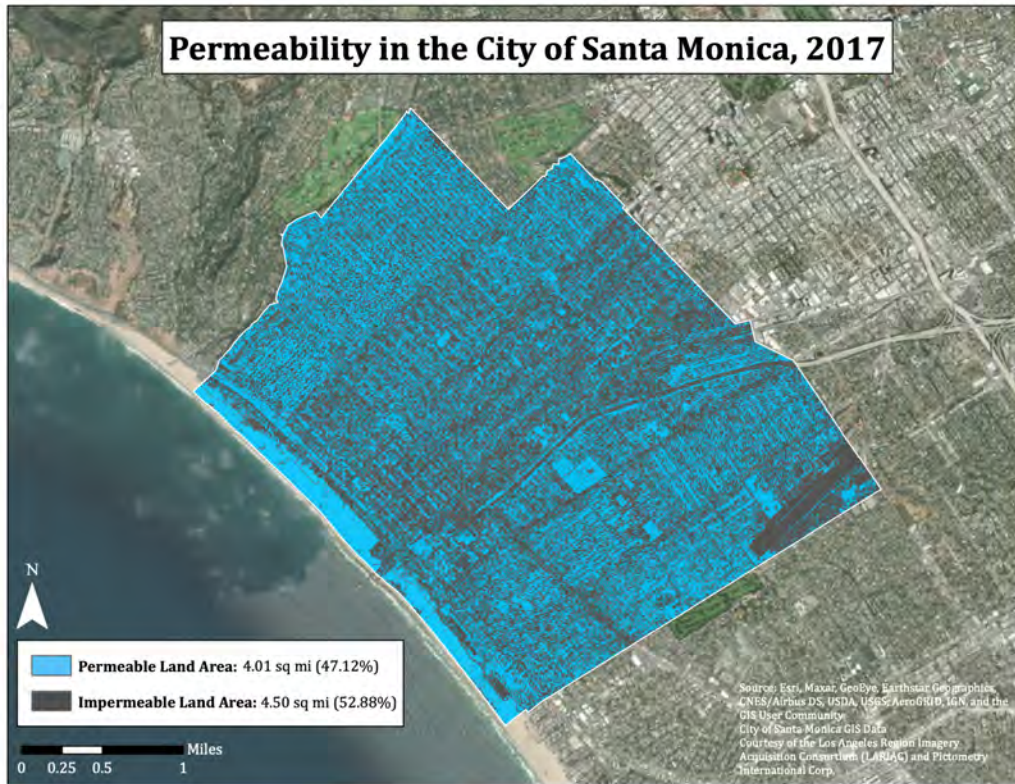 Permeability in the City of Santa Monica, 2017
N
Permeable Land Area: 4.01 sq mi (47.12%)
Impermeable Land Area: 4.50 sq mi (52.88%)
Miles
0 0.25 0.5 1
Source: Esri, Maxar, GeoEye, Earthstar Geographics,
CNES/Airbus DS, USDA, USGS, AeroGRID, IGN, and the
GIS User Community
City of Santa Monica GIS Data
Courtesy of the Los Angeles Region Imagery
Acquisition Consortium (LARIAC) and Pictometry
International Corp.